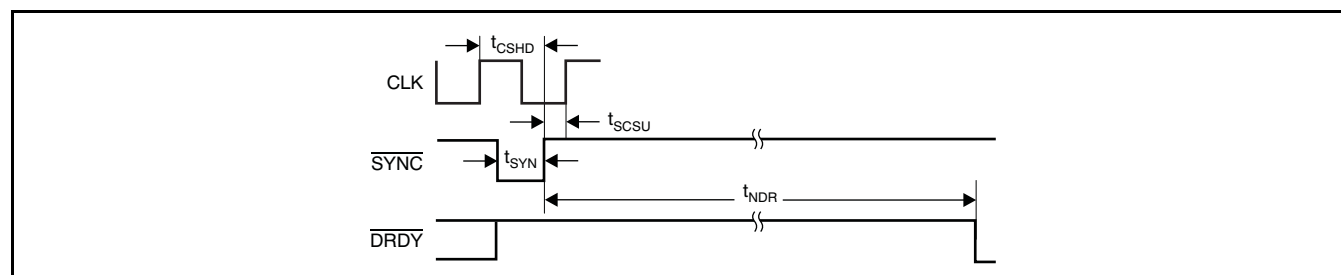 tCSHD
CLK
tSCSU
SYNC
tSYN
tNDR
DRDY